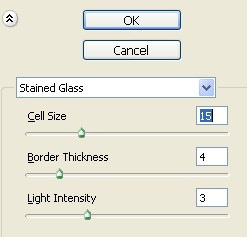 OK
Cancel
Stained Glass
Cell Size 15
Border Thickness 4
Light Intensity 3